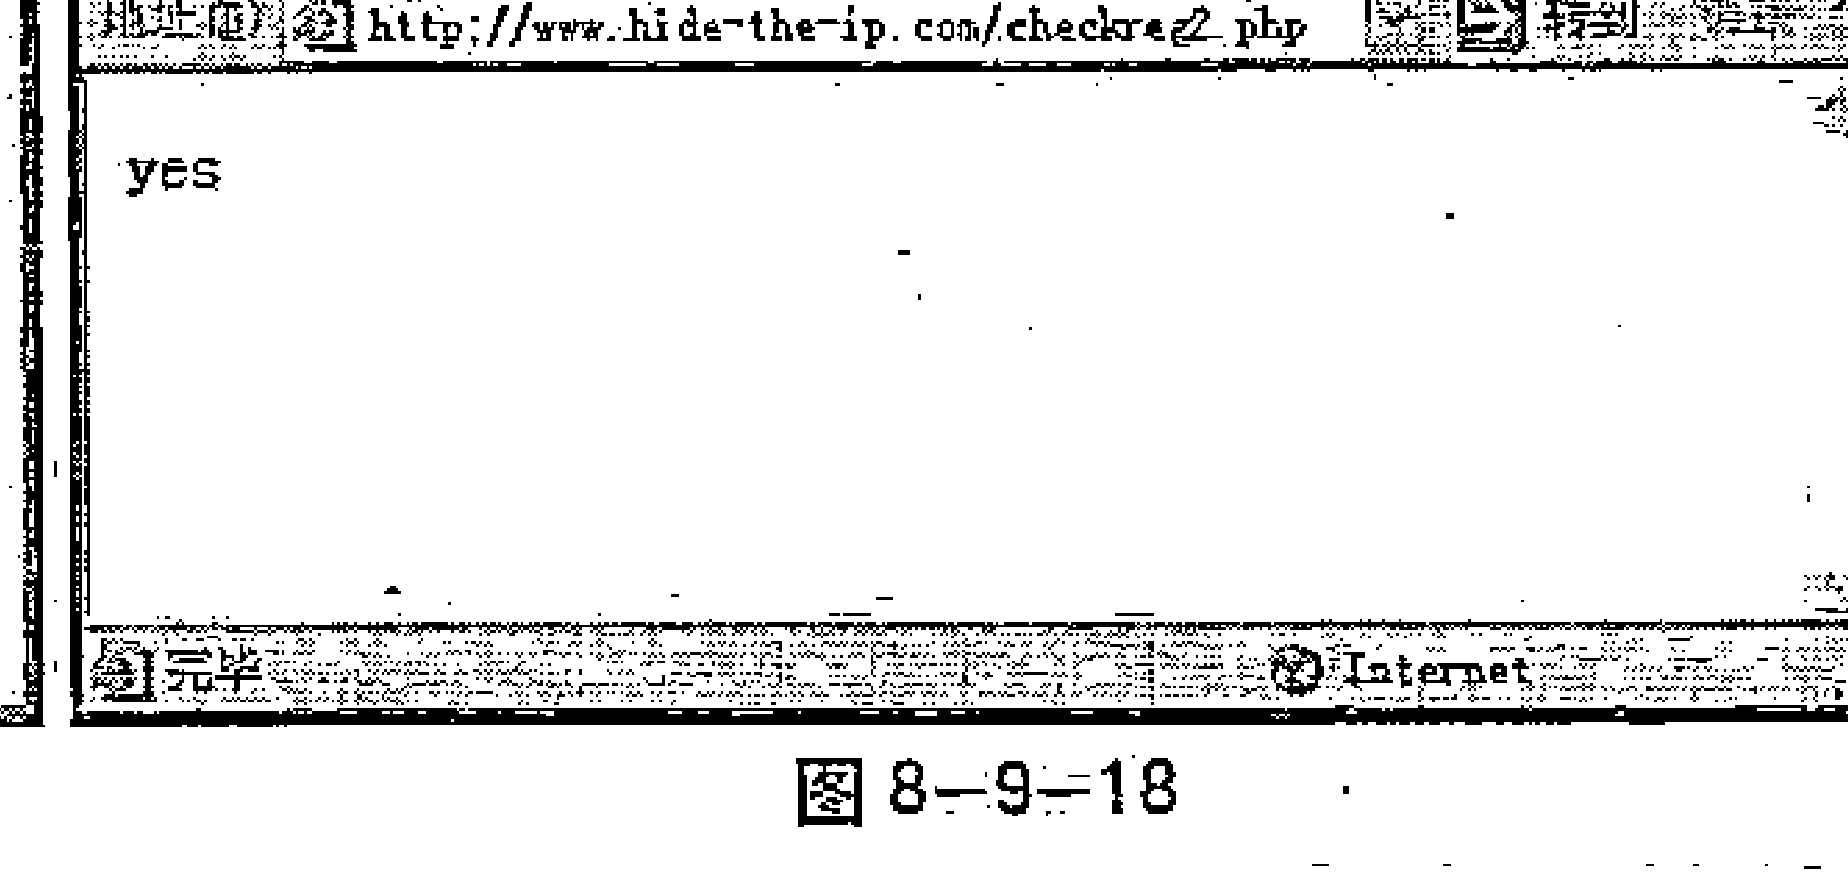 地址(D) http://www.hide-the-ip.com/checkreg2.php 转到
yes
完毕 Internet
图 8-9-18